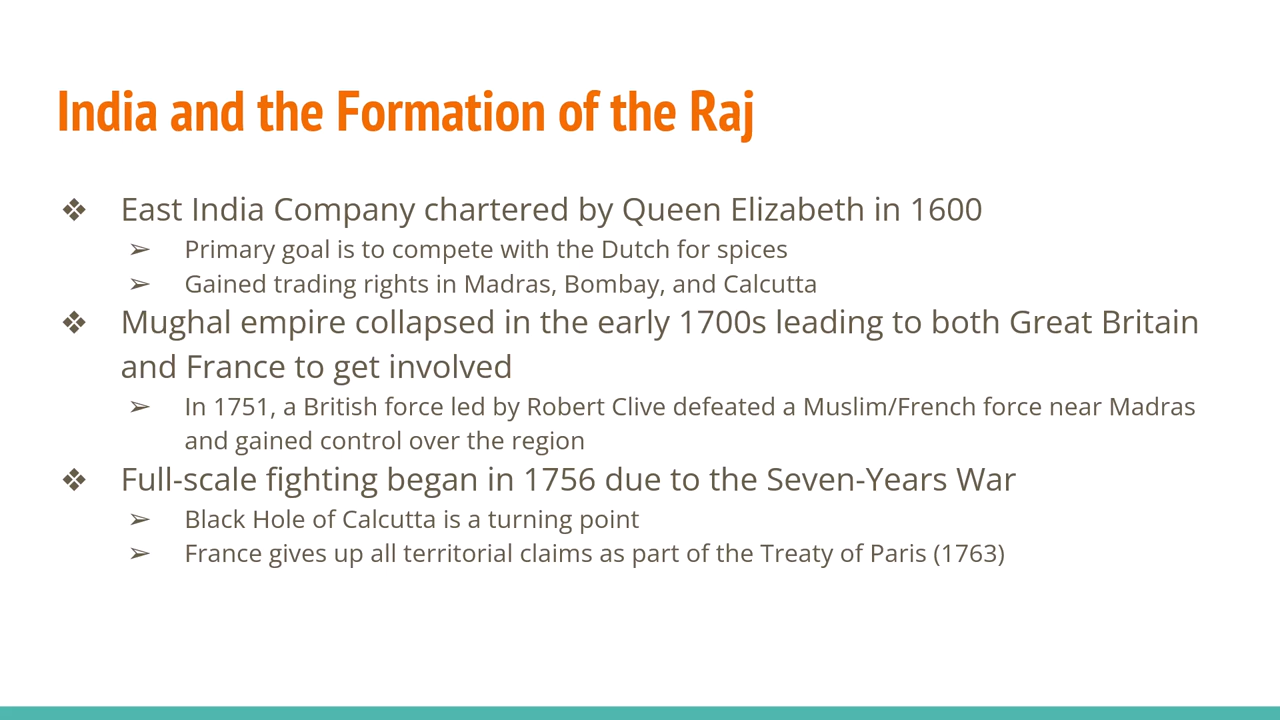 India and the Formation of the Raj
❖ East India Company chartered by Queen Elizabeth in 1600
➢ Primary goal is to compete with the Dutch for spices
➢ Gained trading rights in Madras, Bombay, and Calcutta
❖ Mughal empire collapsed in the early 1700s leading to both Great Britain
and France to get involved
➢ In 1751, a British force led by Robert Clive defeated a Muslim/French force near Madras
and gained control over the region
❖ Full-scale fighting began in 1756 due to the Seven-Years War
➢ Black Hole of Calcutta is a turning point
➢ France gives up all territorial claims as part of the Treaty of Paris (1763)